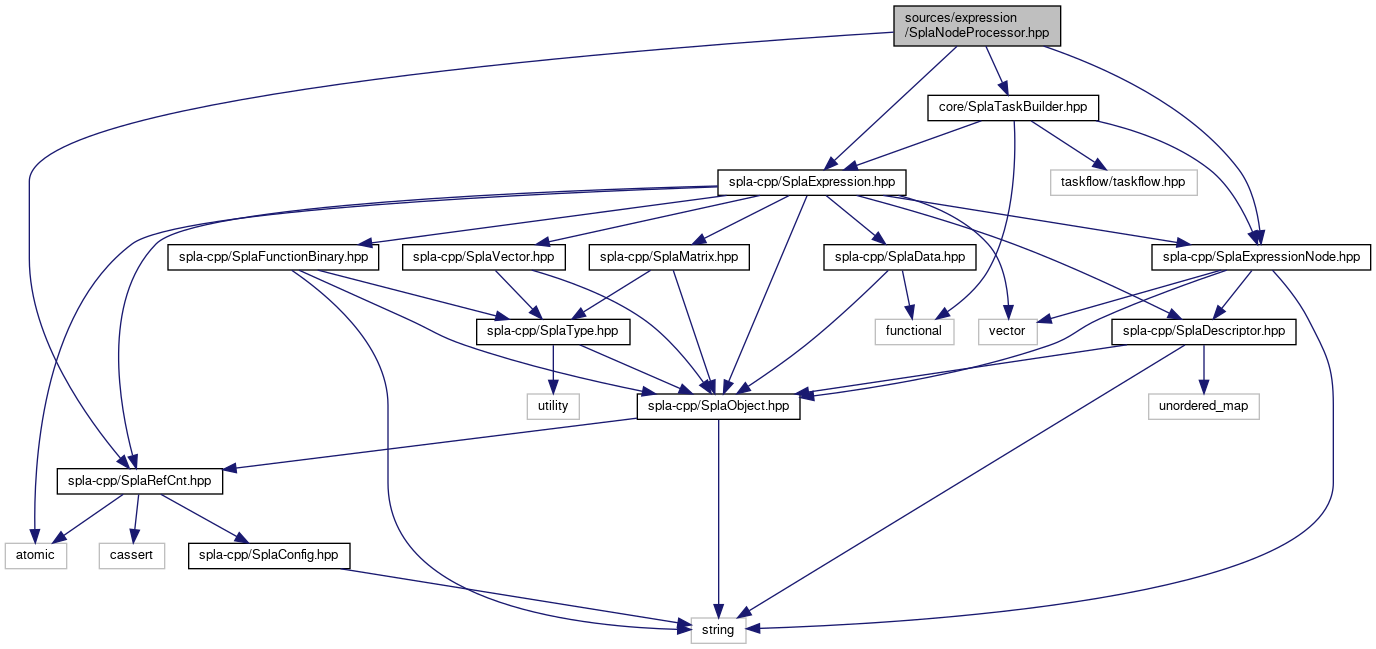 sources/expression
/SplaNodeProcessor.hpp
core/SplaTaskBuilder.hpp
spla-cpp/SplaExpression.hpp
taskflow/taskflow.hpp
spla-cpp/SplaFunctionBinary.hpp
spla-cpp/SplaVector.hpp
spla-cpp/SplaMatrix.hpp
spla-cpp/SplaData.hpp
spla-cpp/SplaExpressionNode.hpp
spla-cpp/SplaType.hpp
functional
vector
spla-cpp/SplaDescriptor.hpp
utility
spla-cpp/SplaObject.hpp
unordered_map
spla-cpp/SplaRefCnt.hpp
atomic
cassert
spla-cpp/SplaConfig.hpp
string